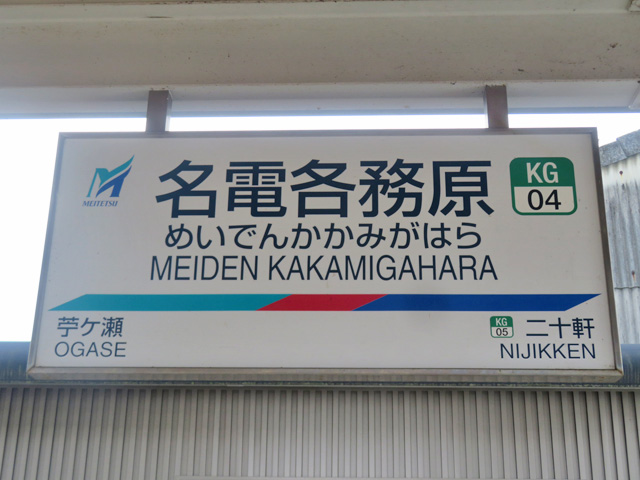 MEITETSU
名電各務原
KG
04
めいでんかかみがはら
MEIDEN KAKAMIGAHARA
苧ケ瀬
OGASE
KG
05
二十軒
NIJIKKEN